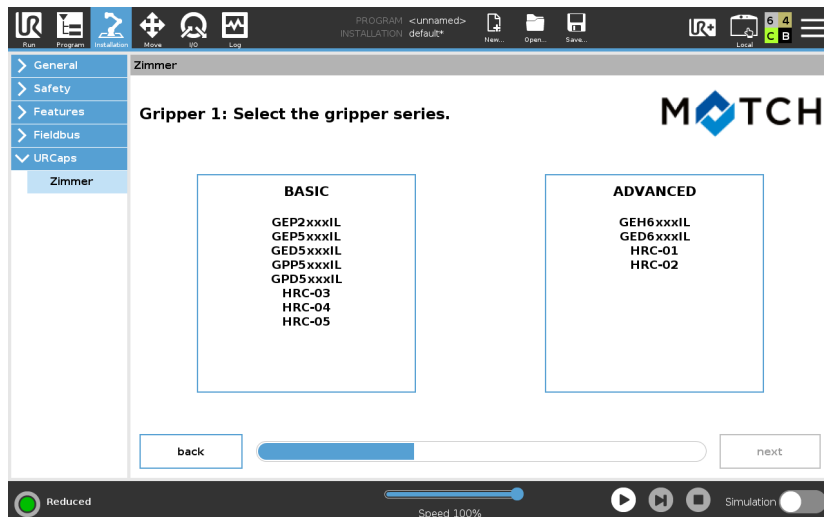 PROGRAM <unnamed>
INSTALLATION default*
Run
Program
Installation
Move
I/O
Log
New...
Open...
Save...
UR+
Local
6 4
C B
General
Safety
Features
Fieldbus
URCaps
Zimmer
Zimmer
Gripper 1: Select the gripper series.
MATCH
BASIC
GEP2xxxIL
GEP5xxxIL
GED5xxxIL
GPP5xxxIL
GPD5xxxIL
HRC-03
HRC-04
HRC-05
ADVANCED
GEH6xxxIL
GED6xxxIL
HRC-01
HRC-02
back
next
Reduced
Speed 100%
Simulation